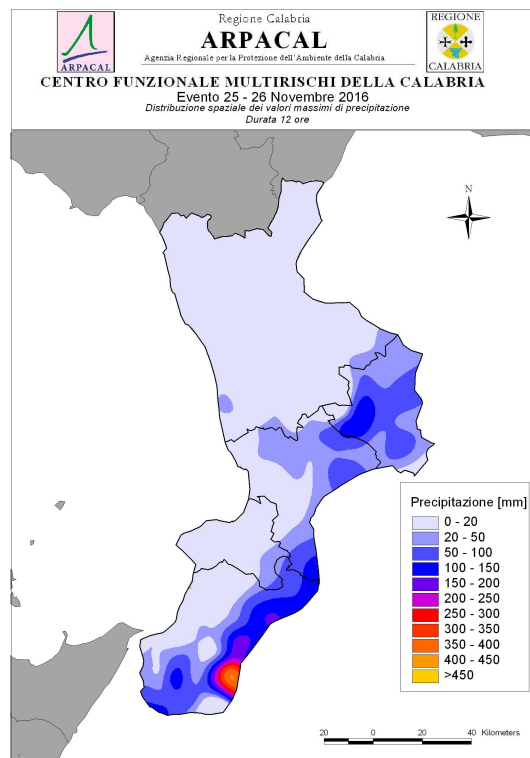 Regione Calabria
ARPACAL
Agenzia Regionale per la Protezione dell'Ambiente della Calabria
ARPACAL
REGIONE
CALABRIA
CENTRO FUNZIONALE MULTIRISCHI DELLA CALABRIA
Evento 25 - 26 Novembre 2016
Distribuzione spaziale dei valori massimi di precipitazione
Durata 12 ore
N
Precipitazione [mm]
0 - 20
20 - 50
50 - 100
100 - 150
150 - 200
200 - 250
250 - 300
300 - 350
350 - 400
400 - 450
>450
20 0 20 40 Kilometers